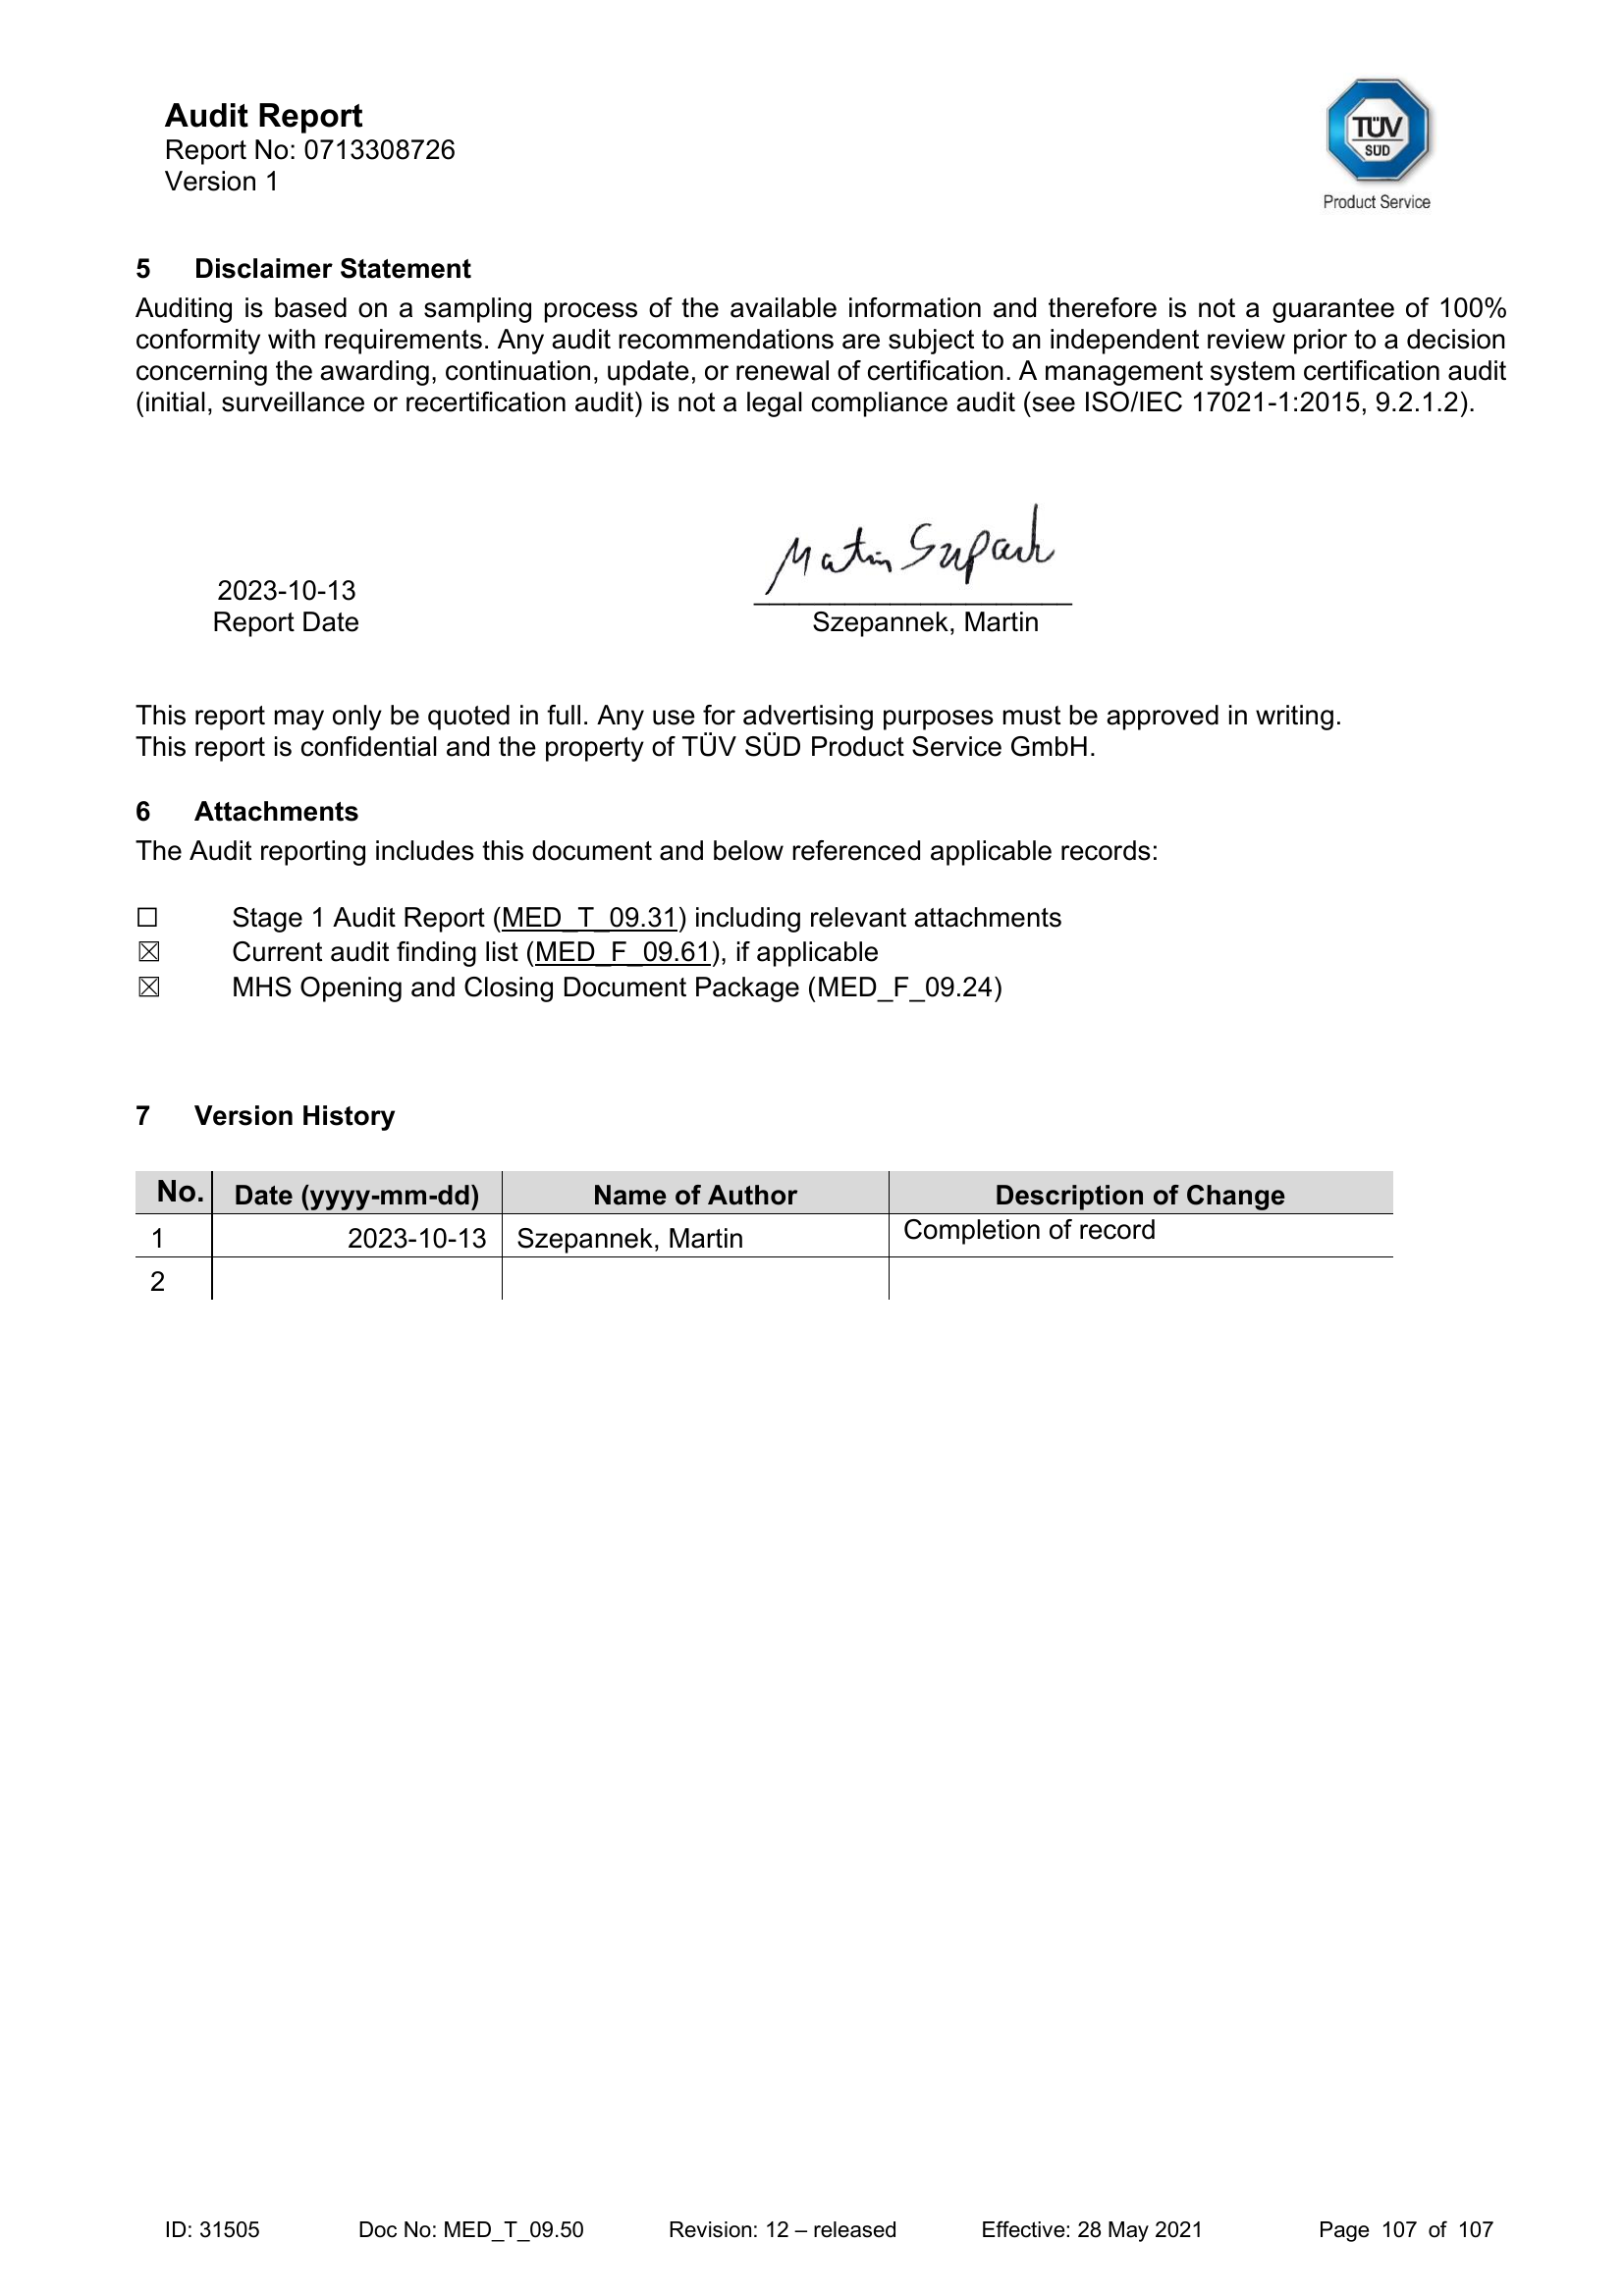 Audit Report
Report No: 0713308726
Version 1
TÜV
SÜD
Product Service
5 Disclaimer Statement
Auditing is based on a sampling process of the available information and therefore is not a guarantee of 100%
conformity with requirements. Any audit recommendations are subject to an independent review prior to a decision
concerning the awarding, continuation, update, or renewal of certification. A management system certification audit
(initial, surveillance or recertification audit) is not a legal compliance audit (see ISO/IEC 17021-1:2015, 9.2.1.2).
2023-10-13
Report Date
Szepannek, Martin
This report may only be quoted in full. Any use for advertising purposes must be approved in writing.
This report is confidential and the property of TÜV SÜD Product Service GmbH.
6 Attachments
The Audit reporting includes this document and below referenced applicable records:
☐ Stage 1 Audit Report (MED_T_09.31) including relevant attachments
☒ Current audit finding list (MED_F_09.61), if applicable
☒ MHS Opening and Closing Document Package (MED_F_09.24)
7 Version History
No. Date (yyyy-mm-dd) Name of Author Description of Change
1 2023-10-13 Szepannek, Martin Completion of record
2
ID: 31505 Doc No: MED_T_09.50 Revision: 12 – released Effective: 28 May 2021 Page 107 of 107